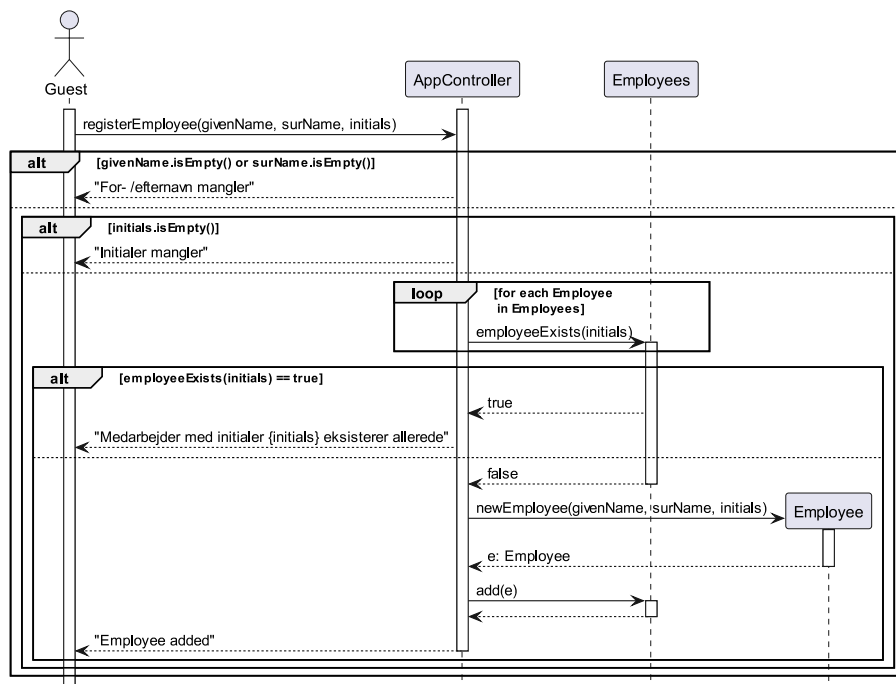 Guest
AppController
Employees
registerEmployee(givenName, surName, initials)
alt
[givenName.isEmpty() or surName.isEmpty()]
"For- /efternavn mangler"
alt
[initials.isEmpty()]
"Initialer mangler"
loop
[for each Employee
in Employees]
employeeExists(initials)
alt
[employeeExists(initials) == true]
true
"Medarbejder med initialer {initials} eksisterer allerede"
false
newEmployee(givenName, surName, initials)
Employee
e: Employee
add(e)
"Employee added"